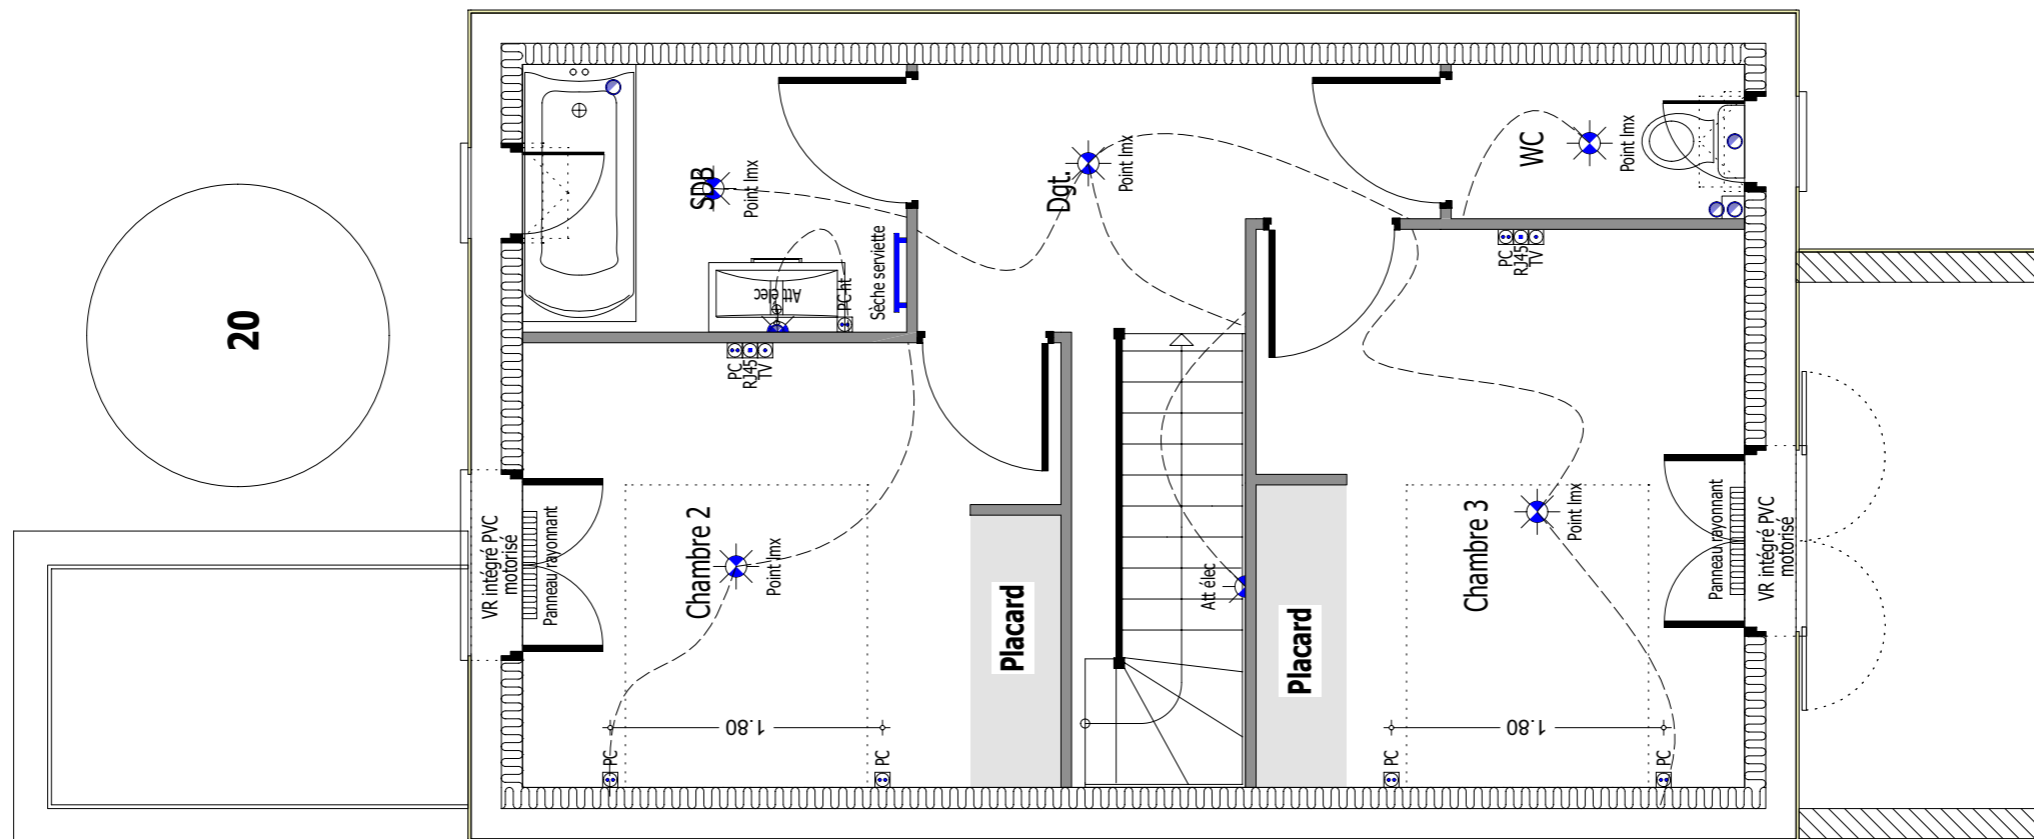 20
SDB
Point lmx
Att élec
PC ht
Sèche serviette
PC
RJ45
TV
Dgt.
Point lmx
WC
Point lmx
PC
RJ45
TV
VR intégré PVC
motorisé
Panneau rayonnant
Chambre 2
Point lmx
Placard
1.80
PC
PC
Att élec
Placard
Chambre 3
Point lmx
Panneau rayonnant
VR intégré PVC
motorisé
1.80
PC
PC